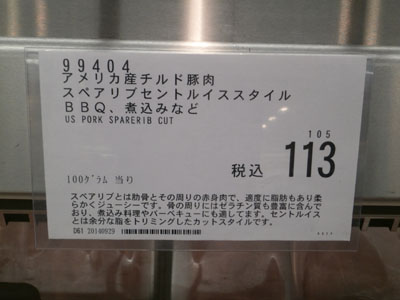 99404
アメリカ産チルド豚肉
スペアリブセントルイススタイル
BBQ、煮込みなど
US PORK SPARERIB CUT
105
税込 113
100グラム 当り
スペアリブとは肋骨とその周りの赤身肉で、適度に脂肪もあり柔
らかくジューシーです。骨の周りにはゼラチン質も豊富に含んで
おり、煮込み料理やバーベキューにも適してます。セントルイス
とは余分な脂をトリミングしたカットスタイルです。
D61 20140929